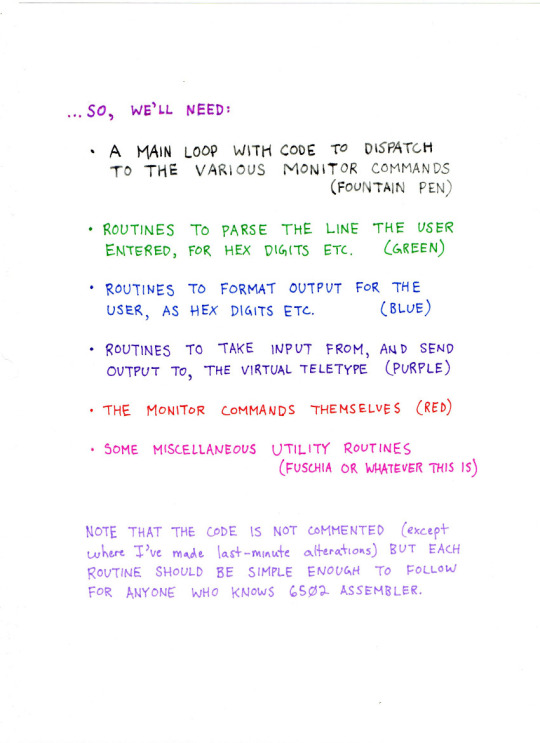 ...SO, WE'LL NEED:
• A MAIN LOOP WITH CODE TO DISPATCH
TO THE VARIOUS MONITOR COMMANDS
(FOUNTAIN PEN)
• ROUTINES TO PARSE THE LINE THE USER
ENTERED, FOR HEX DIGITS ETC. (GREEN)
• ROUTINES TO FORMAT OUTPUT FOR THE
USER, AS HEX DIGITS ETC. (BLUE)
• ROUTINES TO TAKE INPUT FROM, AND SEND
OUTPUT TO, THE VIRTUAL TELETYPE (PURPLE)
• THE MONITOR COMMANDS THEMSELVES (RED)
• SOME MISCELLANEOUS UTILITY ROUTINES
(FUSCHIA OR WHATEVER THIS IS)
NOTE THAT THE CODE IS NOT COMMENTED (except
where I've made last-minute alterations) BUT EACH
ROUTINE SHOULD BE SIMPLE ENOUGH TO FOLLOW
FOR ANYONE WHO KNOWS 65Ø2 ASSEMBLER.